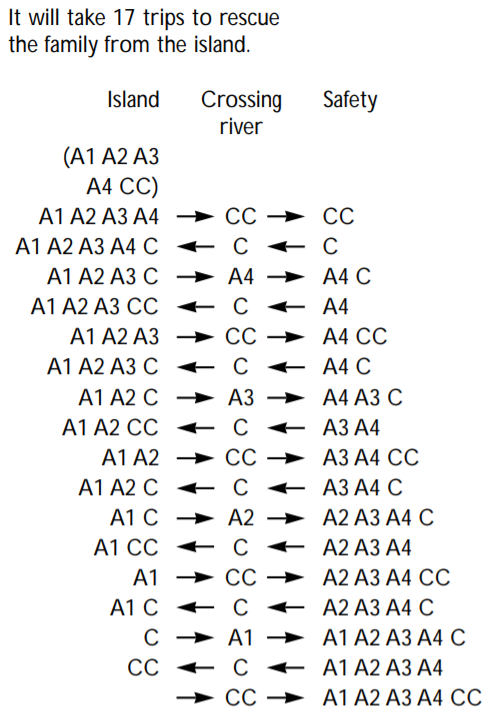 It will take 17 trips to rescue
the family from the island.
Island Crossing Safety
river
(A1 A2 A3
A4 CC)
A1 A2 A3 A4 → CC → CC
A1 A2 A3 A4 C ← C ← C
A1 A2 A3 C → A4 → A4 C
A1 A2 A3 CC ← C ← A4
A1 A2 A3 → CC → A4 CC
A1 A2 A3 C ← C ← A4 C
A1 A2 C → A3 → A4 A3 C
A1 A2 CC ← C ← A3 A4
A1 A2 → CC → A3 A4 CC
A1 A2 C ← C ← A3 A4 C
A1 C → A2 → A2 A3 A4 C
A1 CC ← C ← A2 A3 A4
A1 → CC → A2 A3 A4 CC
A1 C ← C ← A2 A3 A4 C
C → A1 → A1 A2 A3 A4 C
CC ← C ← A1 A2 A3 A4
→ CC → A1 A2 A3 A4 CC